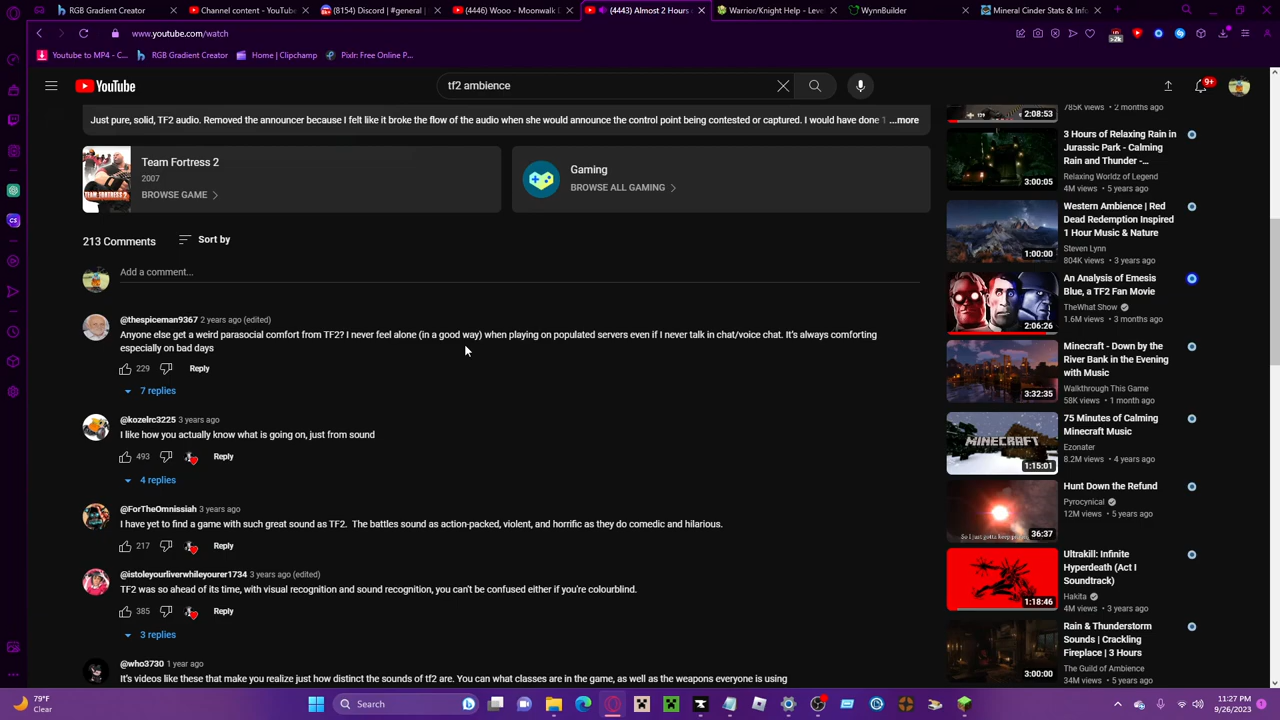 RGB Gradient Creator
Channel content - YouTube
(8154) Discord | #general |
(4446) Woo - Moonwalk
(4443) Almost 2 Hours
Warrior/Knight Help - Leve
WynnBuilder
Mineral Cinder Stats & Info
www.youtube.com/watch
>2k
Youtube to MP4 - C...
RGB Gradient Creator
Home | Clipchamp
Pixlr: Free Online P...
YouTube
tf2 ambience
9+
Just pure, solid, TF2 audio. Removed the announcer because I felt like it broke the flow of the audio when she would announce the control point being contested or captured. I would have done 1 ...more
Team Fortress 2
2007
BROWSE GAME
Gaming
BROWSE ALL GAMING
213 Comments
Sort by
Add a comment...
@thespiceman9367 2 years ago (edited)
Anyone else get a weird parasocial comfort from TF2? I never feel alone (in a good way) when playing on populated servers even if I never talk in chat/voice chat. It's always comforting
especially on bad days
229 Reply
7 replies
@kozelrc3225 3 years ago
I like how you actually know what is going on, just from sound
493 Reply
4 replies
@ForTheOmnissiah 3 years ago
I have yet to find a game with such great sound as TF2. The battles sound as action-packed, violent, and horrific as they do comedic and hilarious.
217 Reply
@istoleyourliverwhileyourer1734 3 years ago (edited)
TF2 was so ahead of its time, with visual recognition and sound recognition, you can't be confused either if you're colourblind.
385 Reply
3 replies
@who3730 1 year ago
It's videos like these that make you realize just how distinct the sounds of tf2 are. You can what classes are in the game, as well as the weapons everyone is using
785K views • 2 months ago
2:08:53
3 Hours of Relaxing Rain in
Jurassic Park - Calming
Rain and Thunder -...
Relaxing Worldz of Legend
4M views • 5 years ago
3:00:05
Western Ambience | Red
Dead Redemption Inspired
1 Hour Music & Nature
Steven Lynn
804K views • 3 years ago
1:00:00
An Analysis of Emesis
Blue, a TF2 Fan Movie
TheWhat Show
1.6M views • 3 months ago
2:06:26
Minecraft - Down by the
River Bank in the Evening
with Music
Walkthrough This Game
58K views • 1 month ago
3:32:35
75 Minutes of Calming
Minecraft Music
Ezonater
8.2M views • 4 years ago
MINECRAFT
1:15:01
Hunt Down the Refund
Pyrocynical
12M views • 5 years ago
So I just gotta keep
36:37
Ultrakill: Infinite
Hyperdeath (Act I
Soundtrack)
Hakita
4M views • 3 years ago
1:18:46
Rain & Thunderstorm
Sounds | Crackling
Fireplace | 3 Hours
The Guild of Ambience
34M views • 5 years ago
3:00:00
79°F
Clear
Search
11:27 PM
9/26/2023